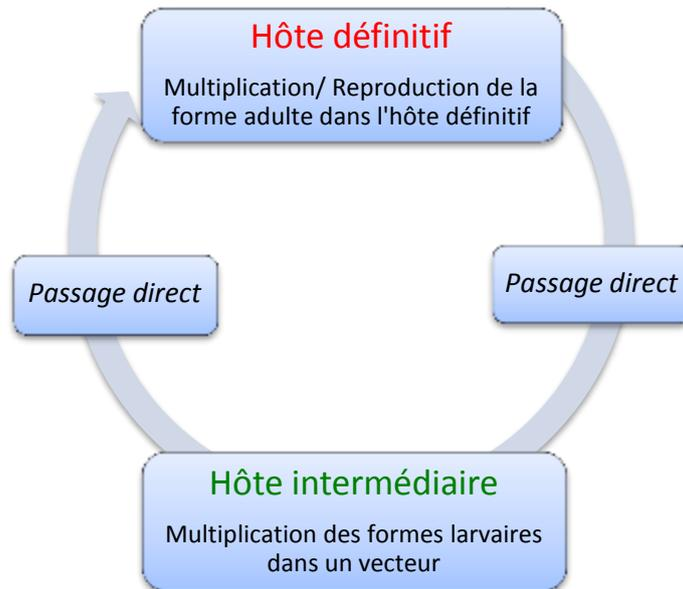 Hôte définitif
Multiplication/ Reproduction de la
forme adulte dans l'hôte définitif
Passage direct
Passage direct
Hôte intermédiaire
Multiplication des formes larvaires
dans un vecteur